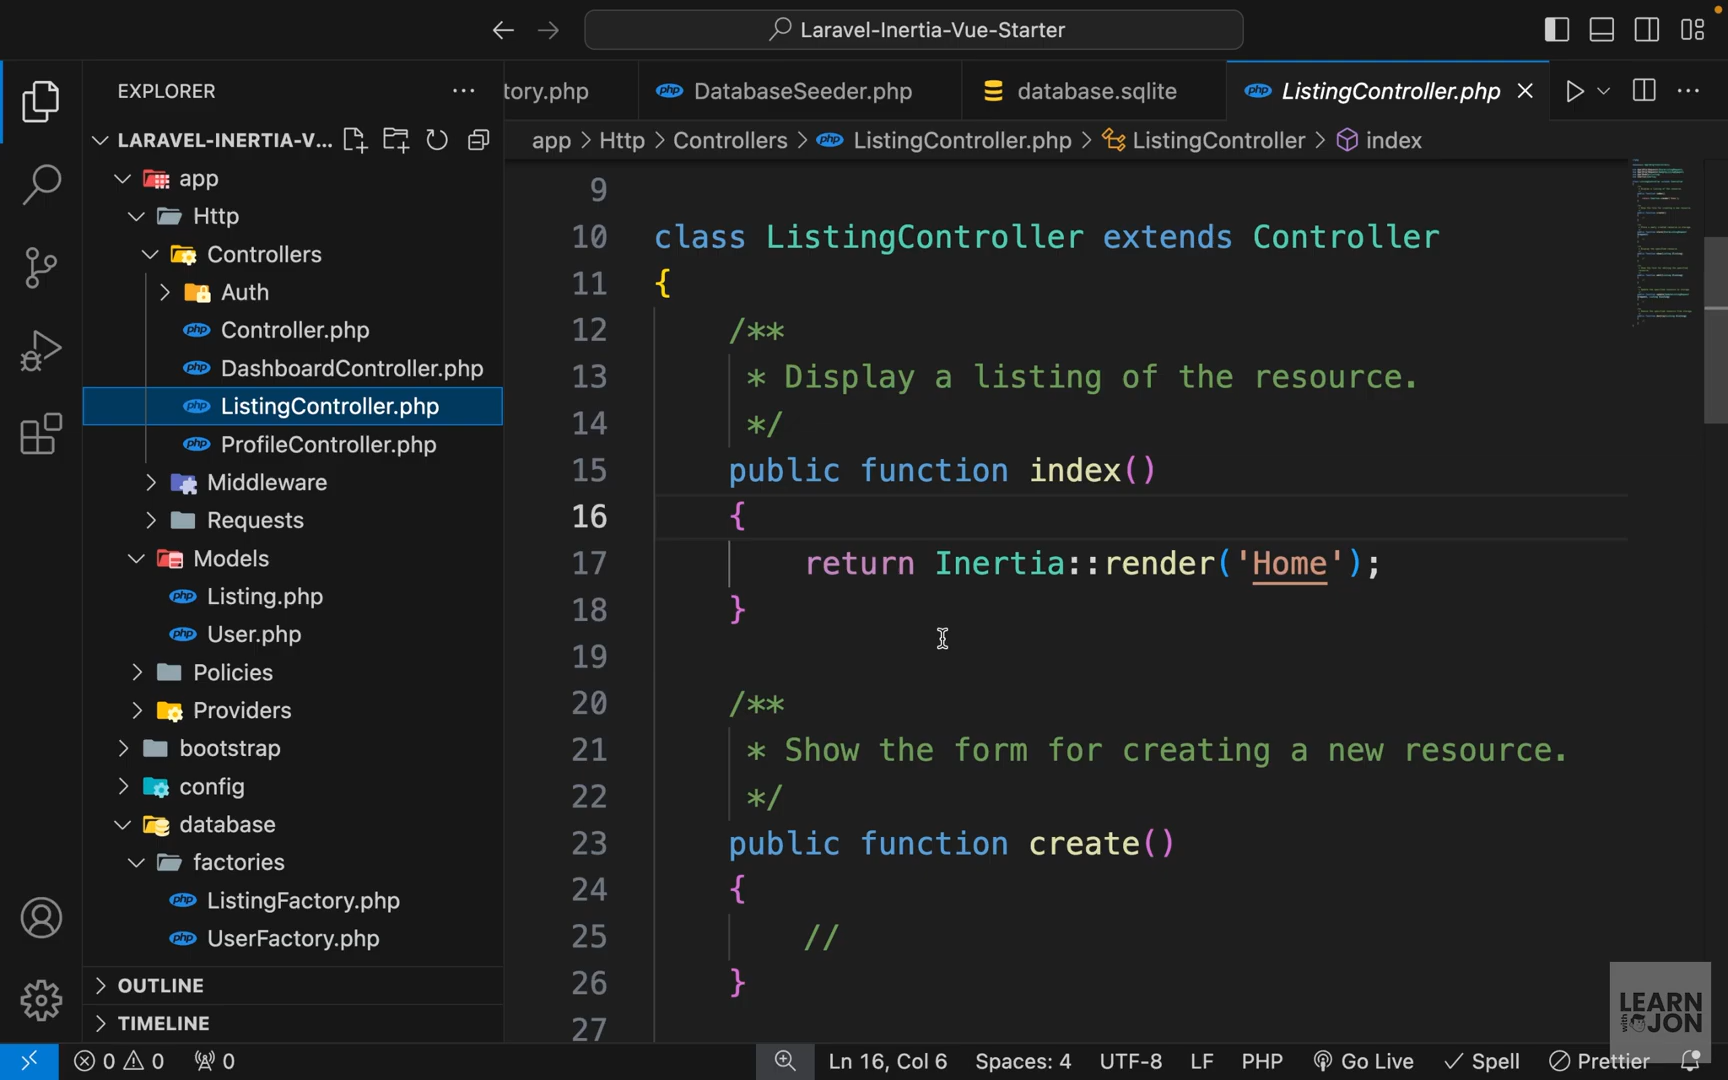 Laravel-Inertia-Vue-Starter
EXPLORER
LARAVEL-INERTIA-V...
app
Http
Controllers
Auth
Controller.php
DashboardController.php
ListingController.php
ProfileController.php
Middleware
Requests
Models
Listing.php
User.php
Policies
Providers
bootstrap
config
database
factories
ListingFactory.php
UserFactory.php
OUTLINE
TIMELINE
tory.php
php DatabaseSeeder.php
database.sqlite
php ListingController.php
app > Http > Controllers > php ListingController.php > ListingController > index
9
10 class ListingController extends Controller
11 {
12 /**
13 * Display a listing of the resource.
14 */
15 public function index()
16 {
17 return Inertia::render('Home');
18 }
19
20 /**
21 * Show the form for creating a new resource.
22 */
23 public function create()
24 {
25 //
26 }
27
LEARN
with JON
0 0 0 Ln 16, Col 6 Spaces: 4 UTF-8 LF PHP Go Live Spell Prettier